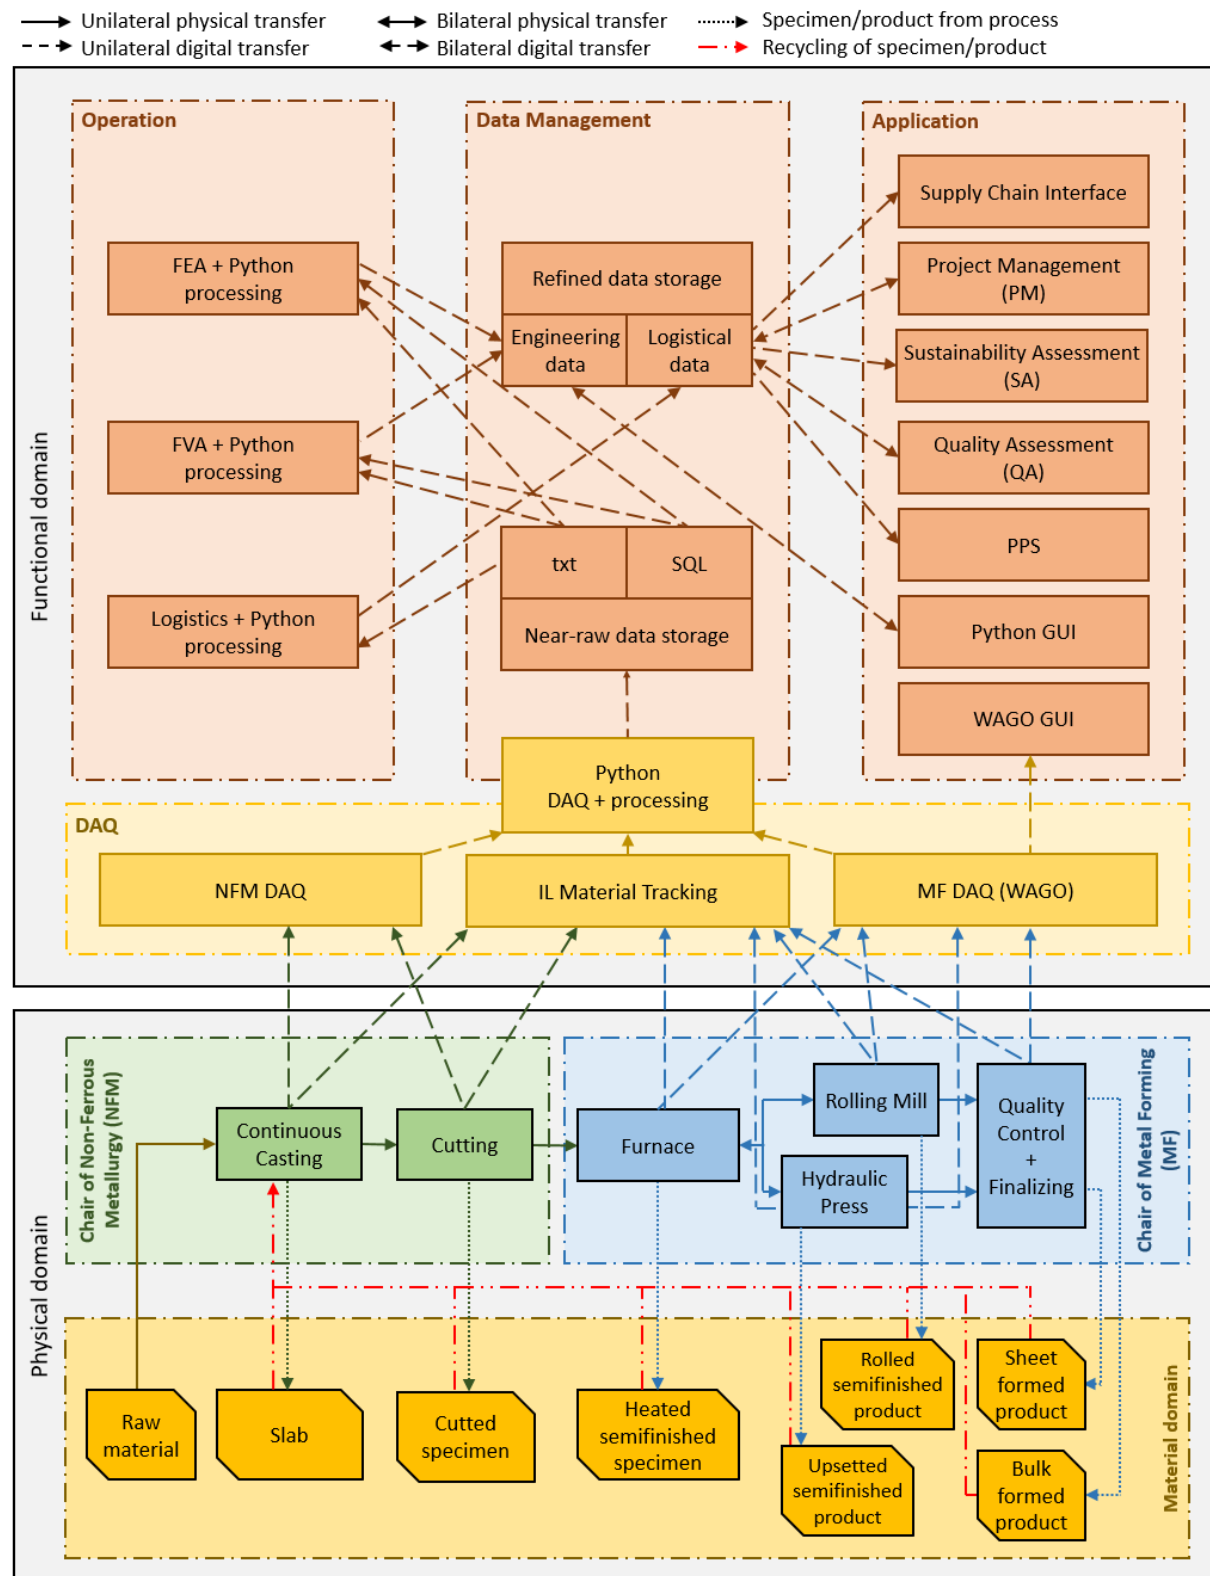 Unilateral physical transfer
Bilateral physical transfer
Specimen/product from process
Unilateral digital transfer
Bilateral digital transfer
Recycling of specimen/product
Functional domain
Operation
Data Management
Application
Supply Chain Interface
FEA + Python
processing
Refined data storage
Project Management
(PM)
Engineering
data
Logistical
data
Sustainability Assessment
(SA)
FVA + Python
processing
Quality Assessment
(QA)
txt
SQL
PPS
Logistics + Python
processing
Near-raw data storage
Python GUI
WAGO GUI
Python
DAQ + processing
DAQ
NFM DAQ
IL Material Tracking
MF DAQ (WAGO)
Physical domain
Chair of Non-Ferrous
Metallurgy (NFM)
Continuous
Casting
Cutting
Furnace
Rolling Mill
Hydraulic
Press
Quality
Control
+
Finalizing
Chair of Metal Forming
(MF)
Raw
material
Slab
Cutted
specimen
Heated
semifinished
specimen
Rolled
semifinished
product
Sheet
formed
product
Upsetted
semifinished
product
Bulk
formed
product
Material domain